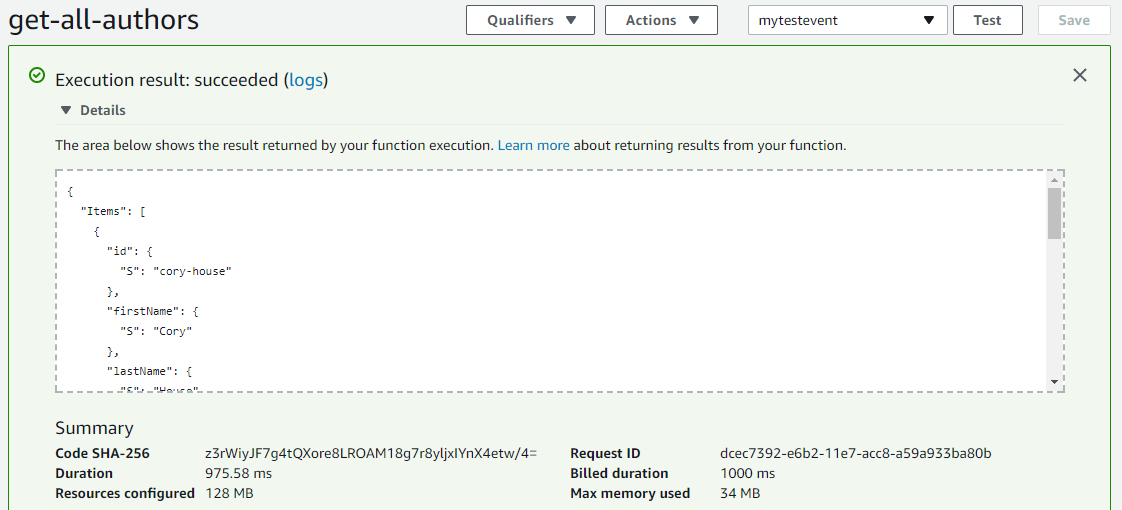 get-all-authors
Qualifiers
Actions
mytestevent
Test
Save
Execution result: succeeded (logs)
Details
The area below shows the result returned by your function execution. Learn more about returning results from your function.
{
"Items": [
{
"id": {
"S": "cory-house"
},
"firstName": {
"S": "Cory"
},
"lastName": {
"S": "House"
Summary
Code SHA-256 z3rWiyJF7g4tQXore8LROAM18g7r8yljxIYnX4etw/4= Request ID dcec7392-e6b2-11e7-acc8-a59a933ba80b
Duration 975.58 ms Billed duration 1000 ms
Resources configured 128 MB Max memory used 34 MB